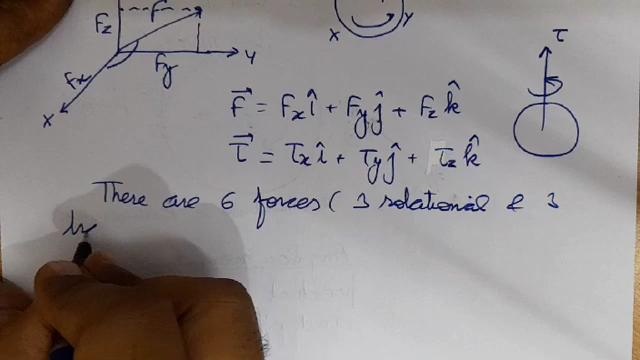 F
Fz
Fx
Fy
Y
X
X
Y
τ
F⃗ = Fx î + Fy ĵ + Fz k̂
τ⃗ = τx î + τy ĵ + τz k̂
There are 6 forces ( 3 rotational & 3